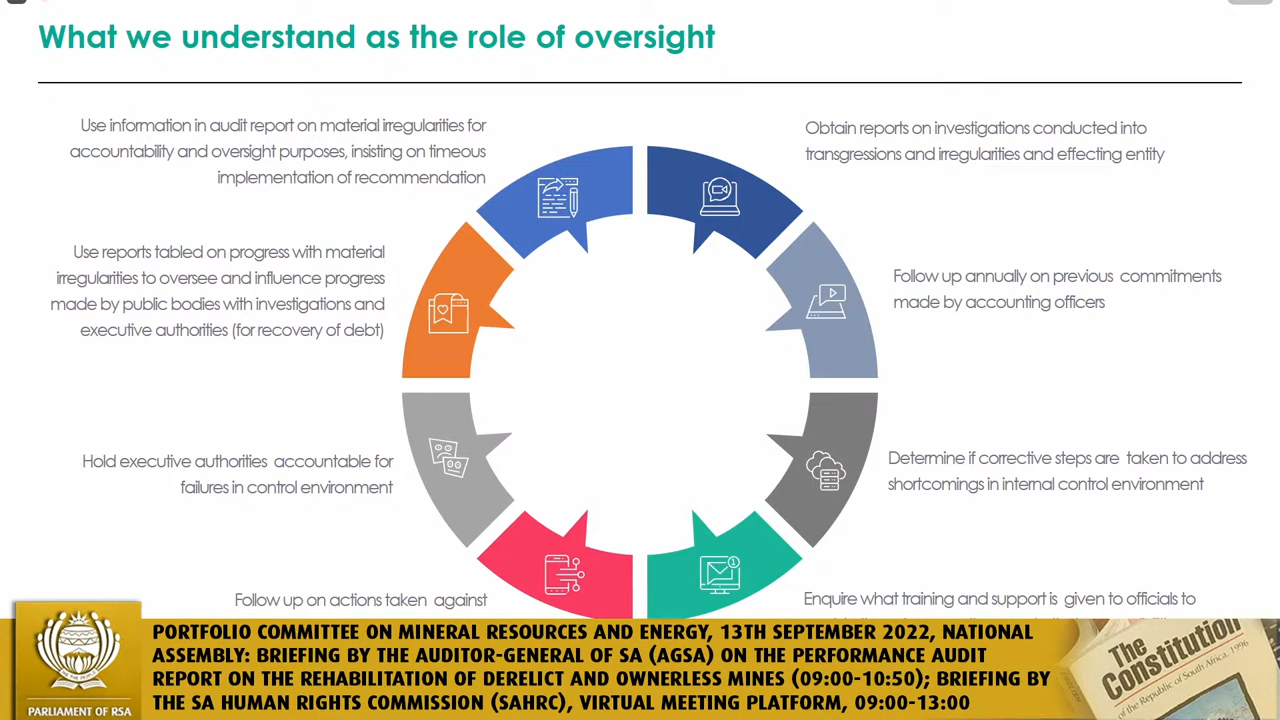 What we understand as the role of oversight
Use information in audit report on material irregularities for
accountability and oversight purposes, insisting on timeous
implementation of recommendation
Obtain reports on investigations conducted into
transgressions and irregularities and effecting entity
Use reports tabled on progress with material
irregularities to oversee and influence progress
made by public bodies with investigations and
executive authorities (for recovery of debt)
Follow up annually on previous commitments
made by accounting officers
Hold executive authorities accountable for
failures in control environment
Determine if corrective steps are taken to address
shortcomings in internal control environment
Follow up on actions taken against
Enquire what training and support is given to officials to
1
PARLIAMENT OF RSA
PORTFOLIO COMMITTEE ON MINERAL RESOURCES AND ENERGY, 13TH SEPTEMBER 2022, NATIONAL
ASSEMBLY: BRIEFING BY THE AUDITOR-GENERAL OF SA (AGSA) ON THE PERFORMANCE AUDIT
REPORT ON THE REHABILITATION OF DERELICT AND OWNERLESS MINES (09:00-10:50); BRIEFING BY
THE SA HUMAN RIGHTS COMMISSION (SAHRC), VIRTUAL MEETING PLATFORM, 09:00-13:00
The
Constitution
of the Republic of South Africa, 1996